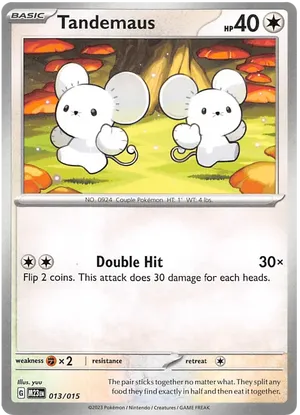 BASIC
Tandemaus
HP40
NO. 0924 Couple Pokémon. HT: 1' WT: 4 lbs.
Double Hit 30×
Flip 2 coins. This attack does 30 damage for each heads.
weakness ×2 resistance retreat
Illus. you
G M23 EN 013/015
The pair sticks together no matter what. They split any
food they find exactly in half and then eat it together.
©2023 Pokémon / Nintendo / Creatures / GAME FREAK.